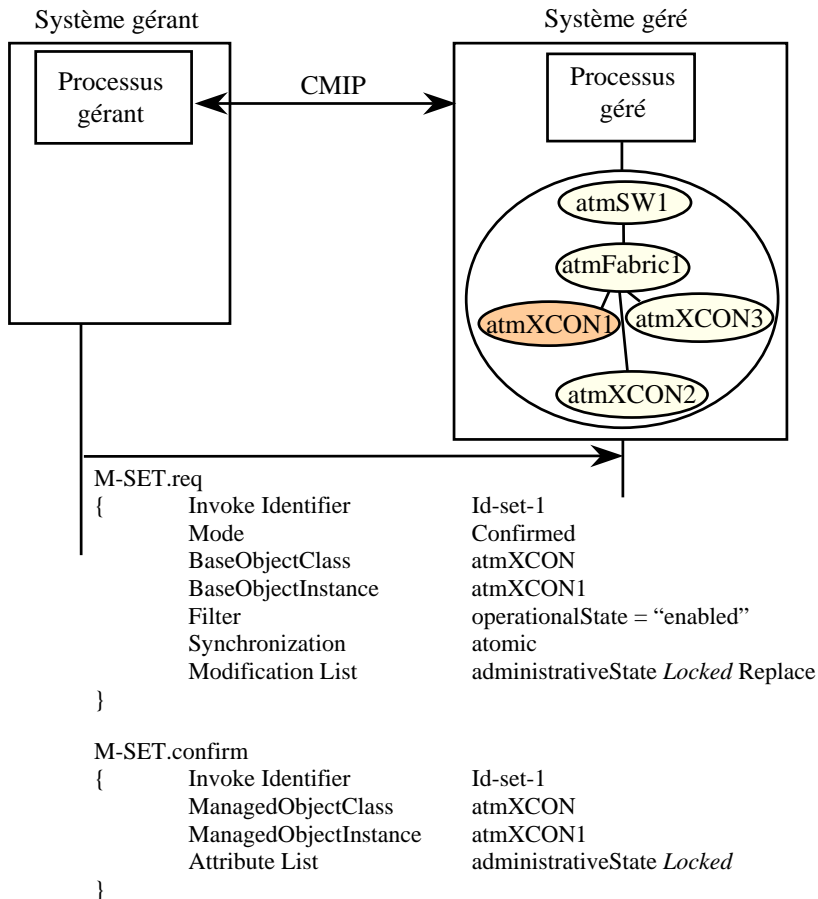 Système gérant
Système géré
Processus
gérant
CMIP
Processus
géré
atmSW1
atmFabric1
atmXCON1
atmXCON3
atmXCON2
M-SET.req
{ Invoke Identifier Id-set-1
Mode Confirmed
BaseObjectClass atmXCON
BaseObjectInstance atmXCON1
Filter operationalState = “enabled”
Synchronization atomic
Modification List administrativeState Locked Replace
}
M-SET.confirm
{ Invoke Identifier Id-set-1
ManagedObjectClass atmXCON
ManagedObjectInstance atmXCON1
Attribute List administrativeState Locked
}